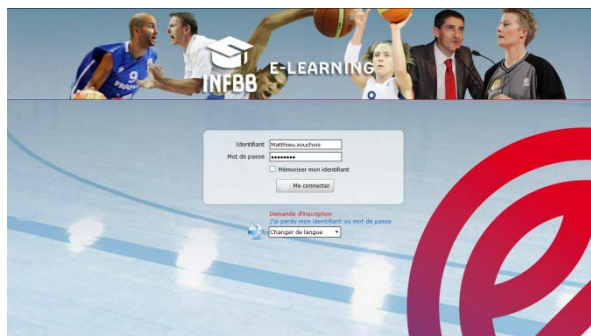 9
FRANCE
INFBB
E-LEARNING
Identifiant Matthieu.souchois
Mot de passe ••••••••
Mémoriser mon identifiant
Me connecter
Demande d'inscription
J'ai perdu mon identifiant ou mot de passe
Changer de langue